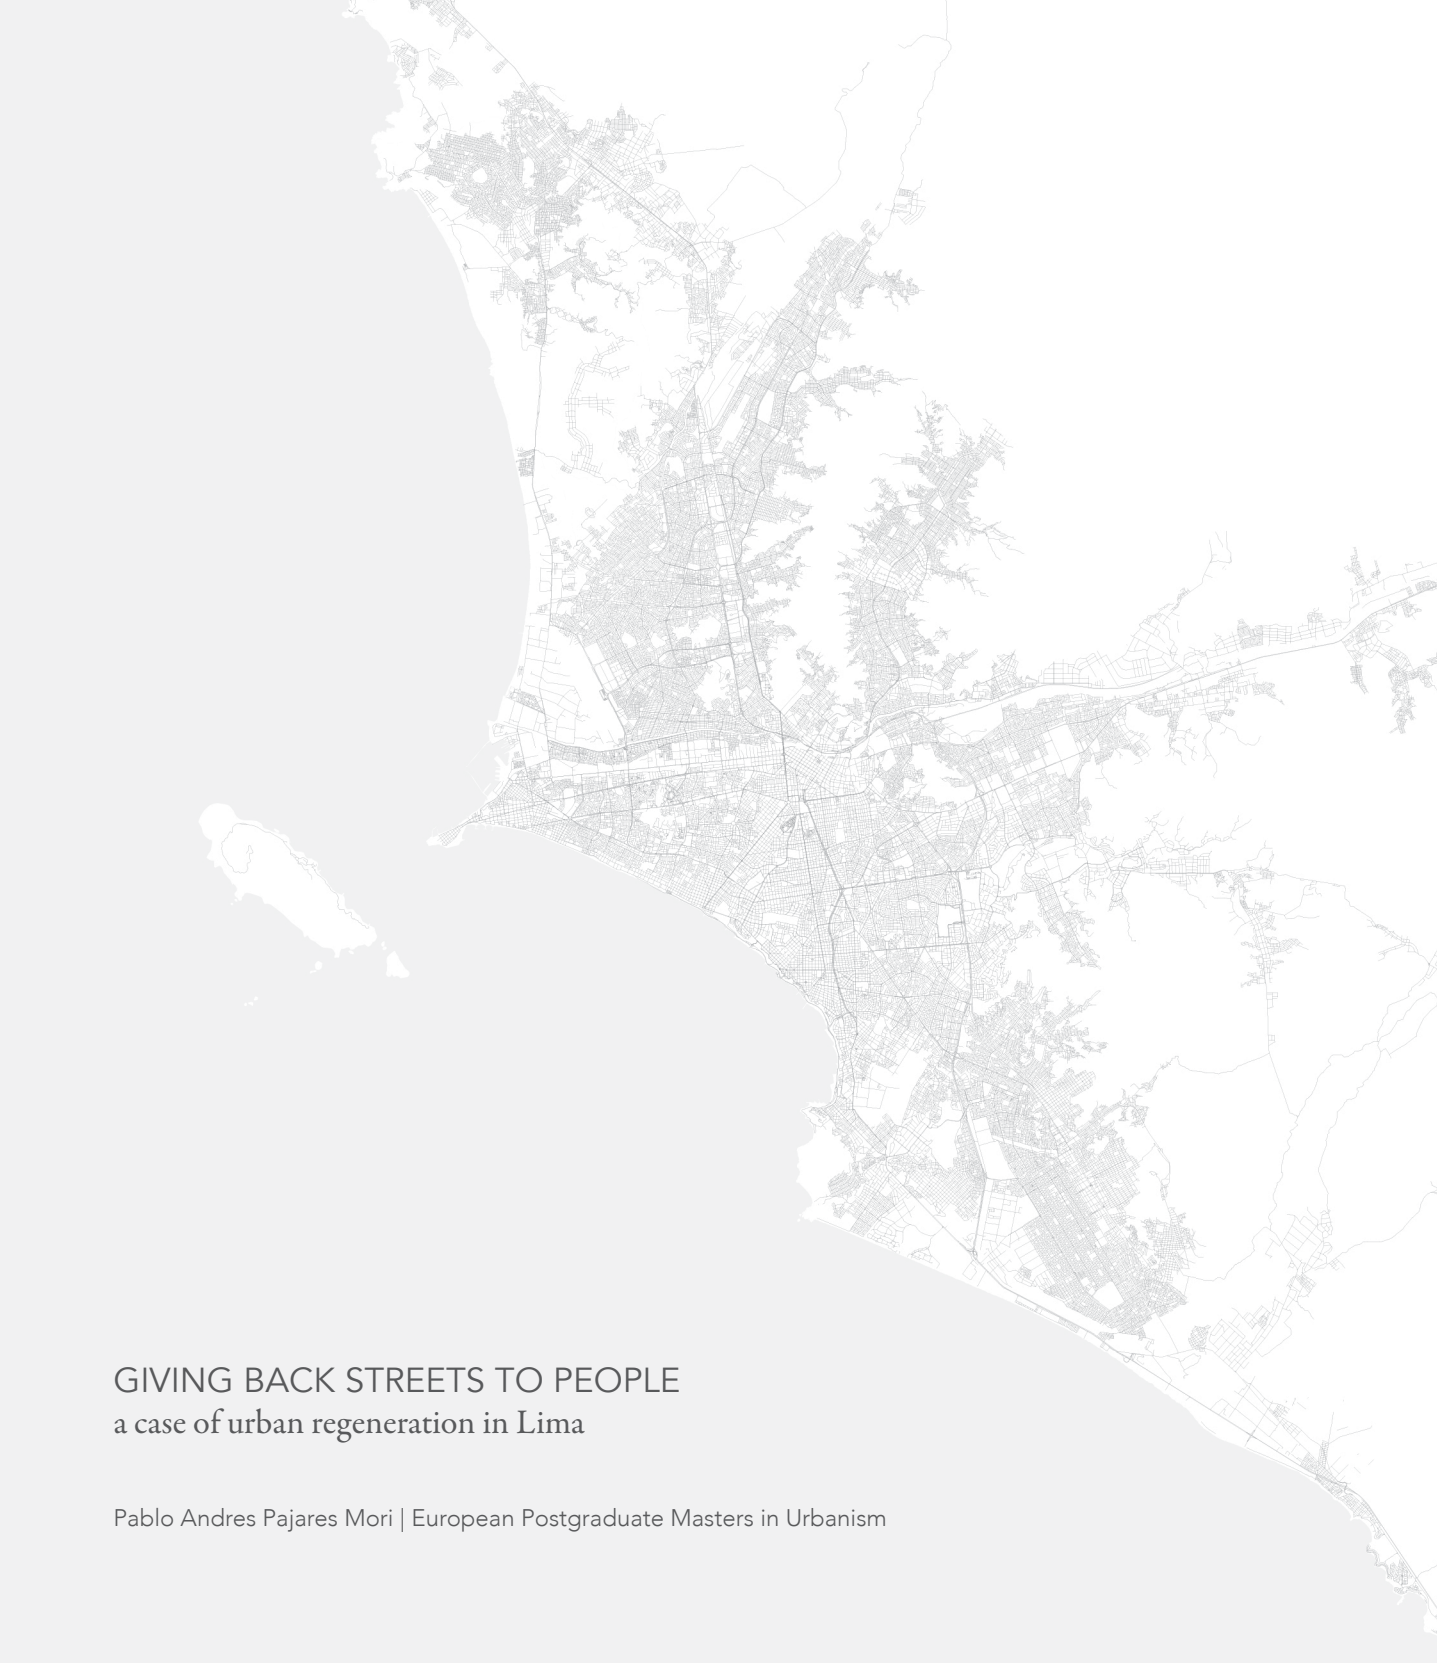 GIVING BACK STREETS TO PEOPLE
a case of urban regeneration in Lima
Pablo Andres Pajares Mori | European Postgraduate Masters in Urbanism